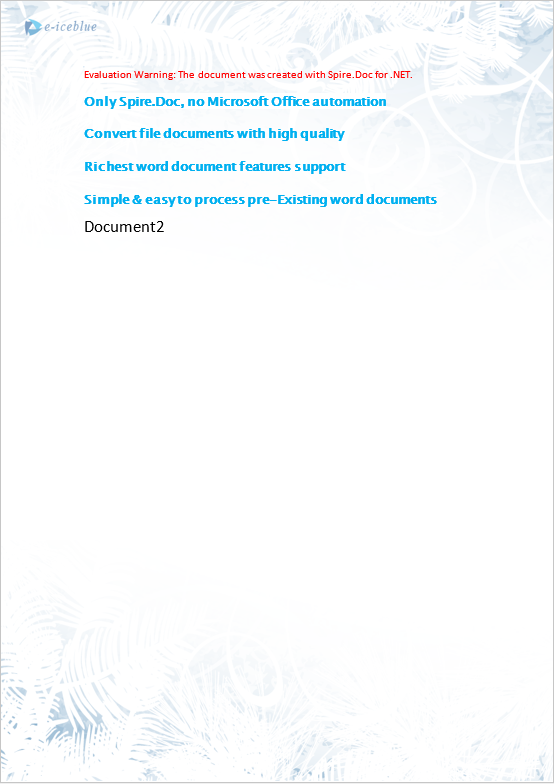 e-iceblue
Evaluation Warning: The document was created with Spire.Doc for .NET.
Only Spire.Doc, no Microsoft Office automation
Convert file documents with high quality
Richest word document features support
Simple & easy to process pre-Existing word documents
Document2